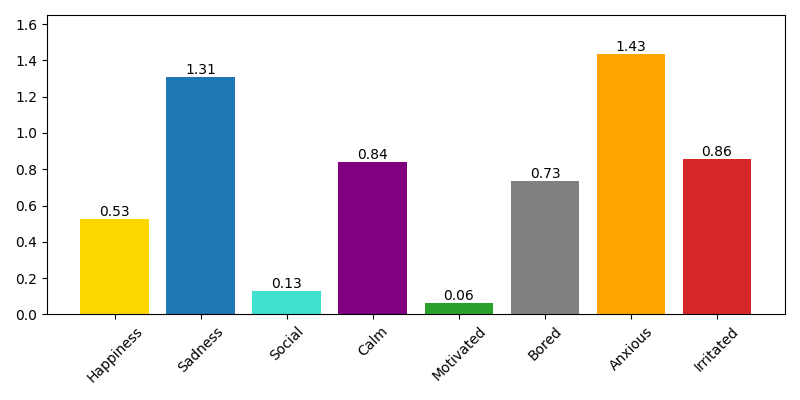 1.6
1.4
1.2
1.0
0.8
0.6
0.4
0.2
0.0
0.53
1.31
0.13
0.84
0.06
0.73
1.43
0.86
Happiness
Sadness
Social
Calm
Motivated
Bored
Anxious
Irritated